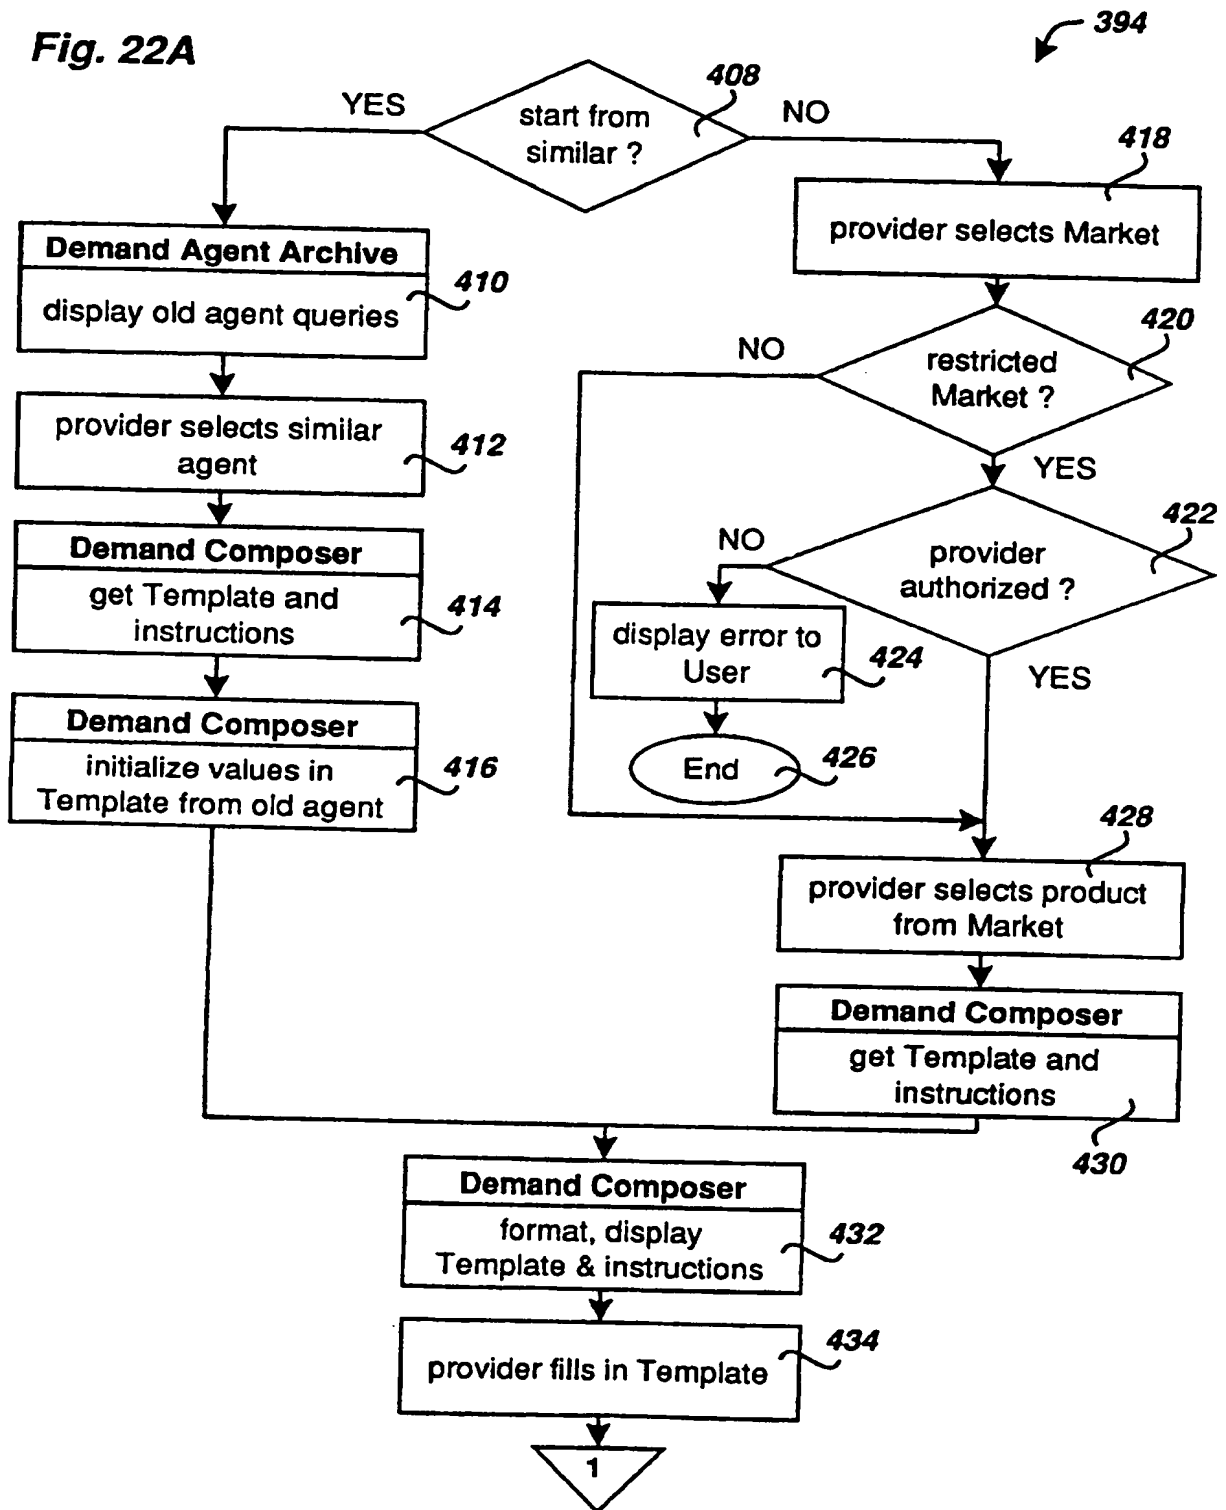 Fig. 22A
394
408
YES
start from
similar ?
NO
418
provider selects Market
Demand Agent Archive
410
display old agent queries
420
NO
restricted
Market ?
YES
provider selects similar
agent
412
422
NO
provider
authorized ?
Demand Composer
get Template and
instructions
414
display error to
User
424
YES
Demand Composer
initialize values in
Template from old agent
416
End
426
428
provider selects product
from Market
Demand Composer
get Template and
instructions
430
Demand Composer
format, display
Template & instructions
432
434
provider fills in Template
1